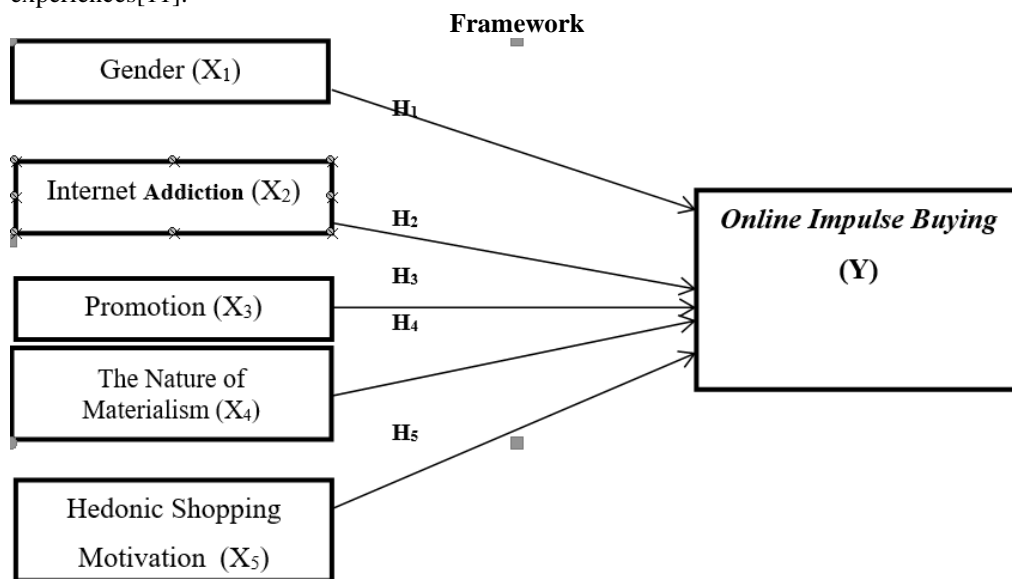 experiences[11].
Framework
Gender (X₁)
H₁
Internet Addiction (X₂)
H₂
Online Impulse Buying
(Y)
H₃
Promotion (X₃)
H₄
The Nature of
Materialism (X₄)
H₅
Hedonic Shopping
Motivation (X₅)